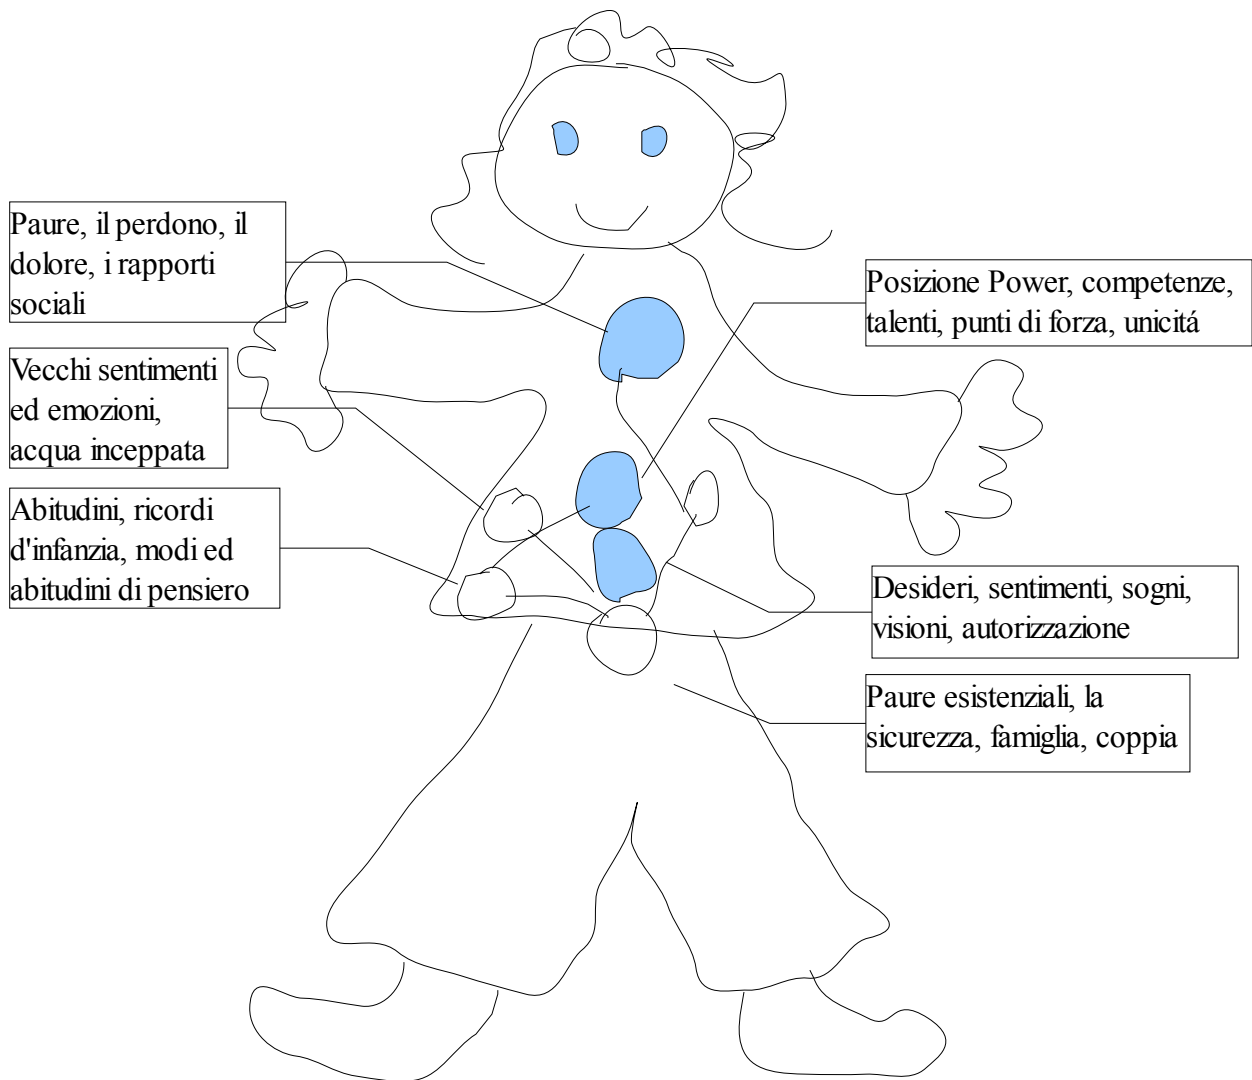 Paure, il perdono, il
dolore, i rapporti
sociali
Vecchi sentimenti
ed emozioni,
acqua inceppata
Abitudini, ricordi
d'infanzia, modi ed
abitudini di pensiero
Posizione Power, competenze,
talenti, punti di forza, unicitá
Desideri, sentimenti, sogni,
visioni, autorizzazione
Paure esistenziali, la
sicurezza, famiglia, coppia